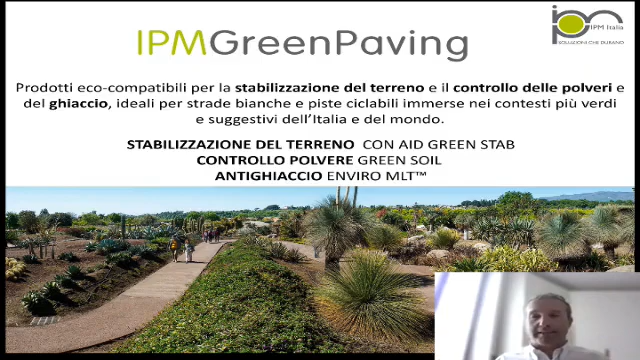 IPMGreenPaving
ipm IPM Italia
SOLUZIONI CHE DURANO
Prodotti eco-compatibili per la stabilizzazione del terreno e il controllo delle polveri e
del ghiaccio, ideali per strade bianche e piste ciclabili immerse nei contesti più verdi
e suggestivi dell'Italia e del mondo.
STABILIZZAZIONE DEL TERRENO CON AID GREEN STAB
CONTROLLO POLVERE GREEN SOIL
ANTIGHIACCIO ENVIRO MLT™